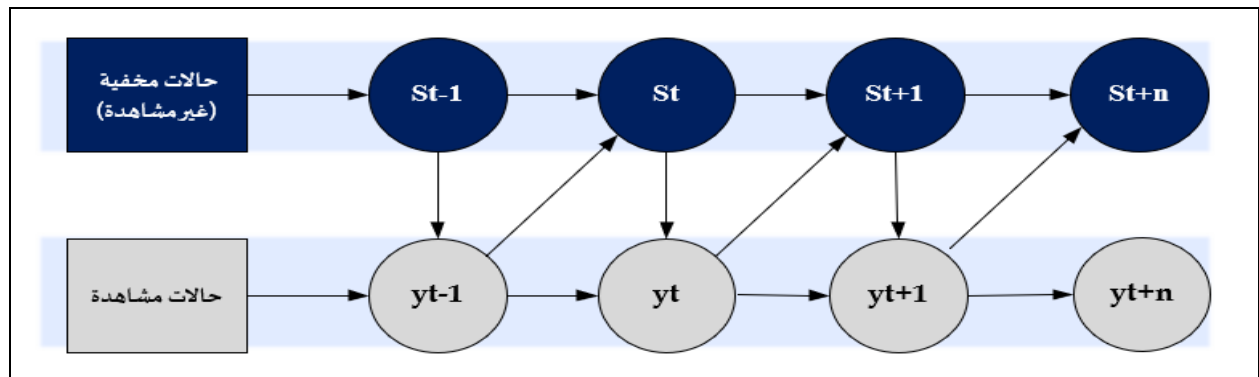 حالات مخفية
(غير مشاهدة)
St-1
St
St+1
St+n
حالات مشاهدة
yt-1
yt
yt+1
yt+n